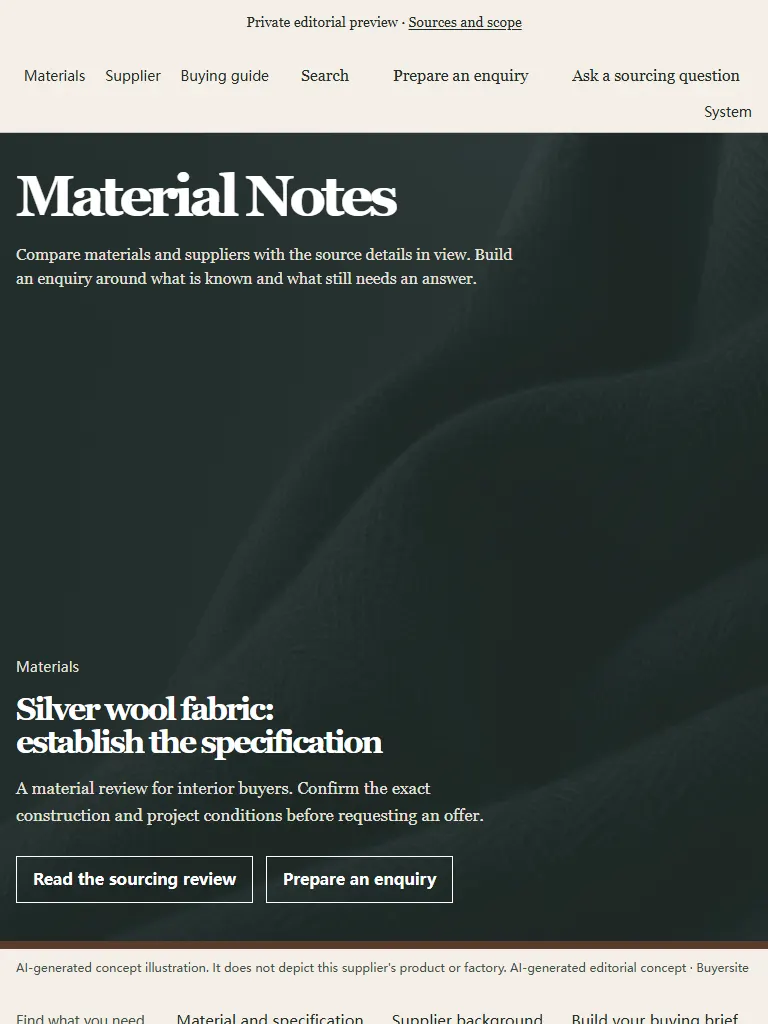 Private editorial preview · Sources and scope
Materials Supplier Buying guide Search Prepare an enquiry Ask a sourcing question
System
Material Notes
Compare materials and suppliers with the source details in view. Build
an enquiry around what is known and what still needs an answer.
Materials
Silver wool fabric:
establish the specification
A material review for interior buyers. Confirm the exact
construction and project conditions before requesting an offer.
Read the sourcing review Prepare an enquiry
AI-generated concept illustration. It does not depict this supplier's product or factory. AI-generated editorial concept · Buyersite
Find what you need Material and specification Supplier background Build your buying brief